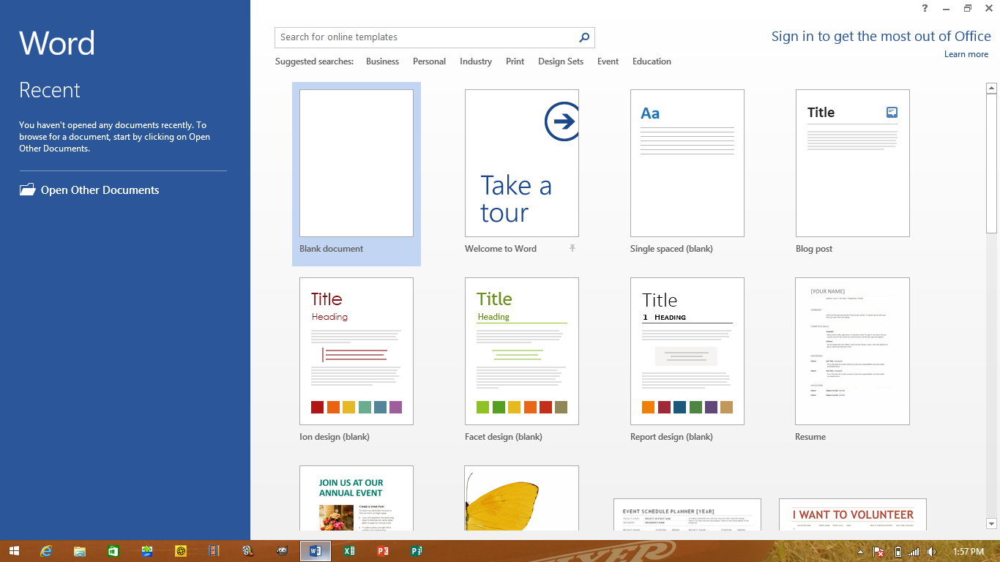 Word
Recent
You haven't opened any documents recently. To
browse for a document, start by clicking on Open
Other Documents.
Open Other Documents
?
Search for online templates
Sign in to get the most out of Office
Learn more
Suggested searches: Business Personal Industry Print Design Sets Event Education
Take a
tour
Aa
Title
Blank document
Welcome to Word
Single spaced (blank)
Blog post
Title
Heading
Title
Heading
Title
1 HEADING
[YOUR NAME]
Ion design (blank)
Facet design (blank)
Report design (blank)
Resume
JOIN US AT OUR
ANNUAL EVENT
Create a Great Flyer
EVENT SCHEDULE PLANNER [YEAR]
I WANT TO VOLUNTEER
1:57 PM